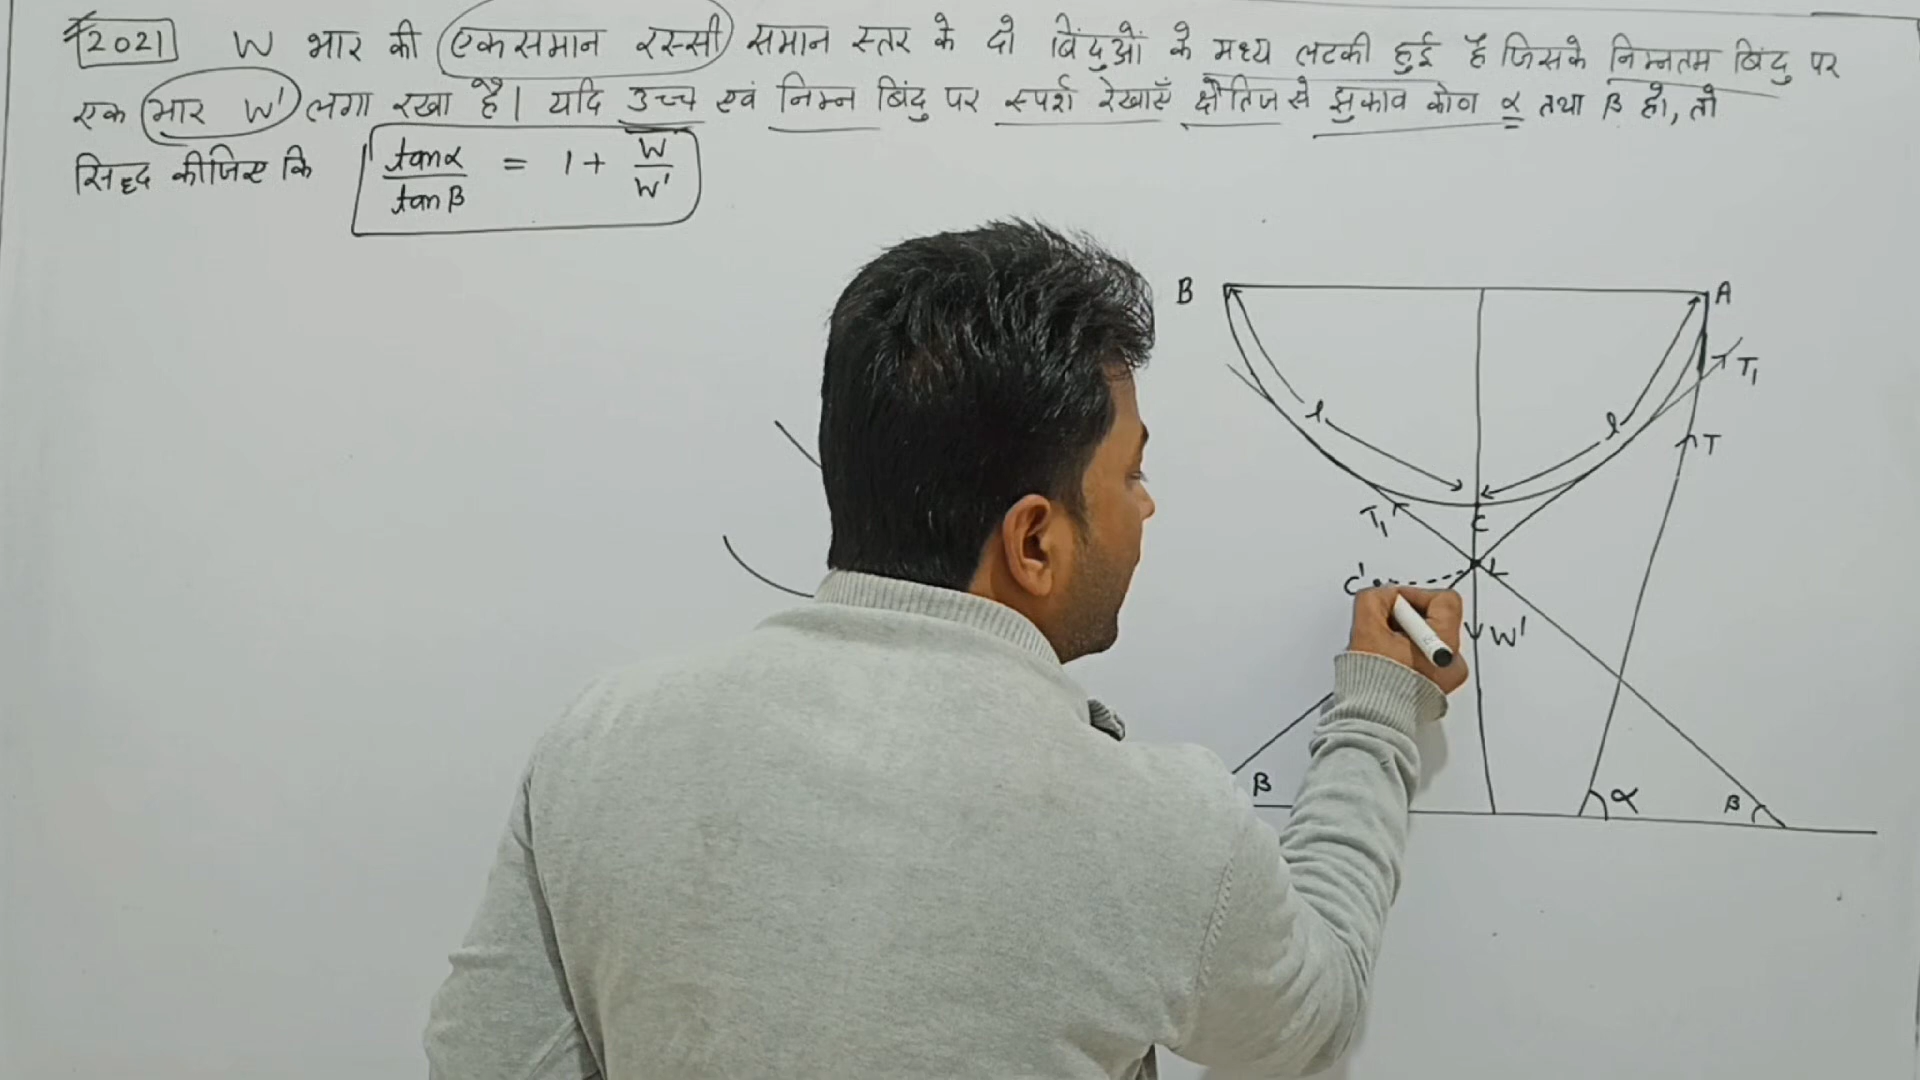 *2021 W भार की एकसमान रस्सी समान स्तर के दो बिंदुओं के मध्य लटकी हुई है जिसके निम्नतम बिंदु पर
एक भार W' लगा रखा है। यदि उच्च एवं निम्न बिंदु पर स्पर्श रेखाएँ क्षैतिज से झुकाव कोण α तथा β हो, तो
सिद्ध कीजिए कि tanα/tanβ = 1 + W/W'
B A
T₁
l l
T
T₁ C
C' L
W'
β α β